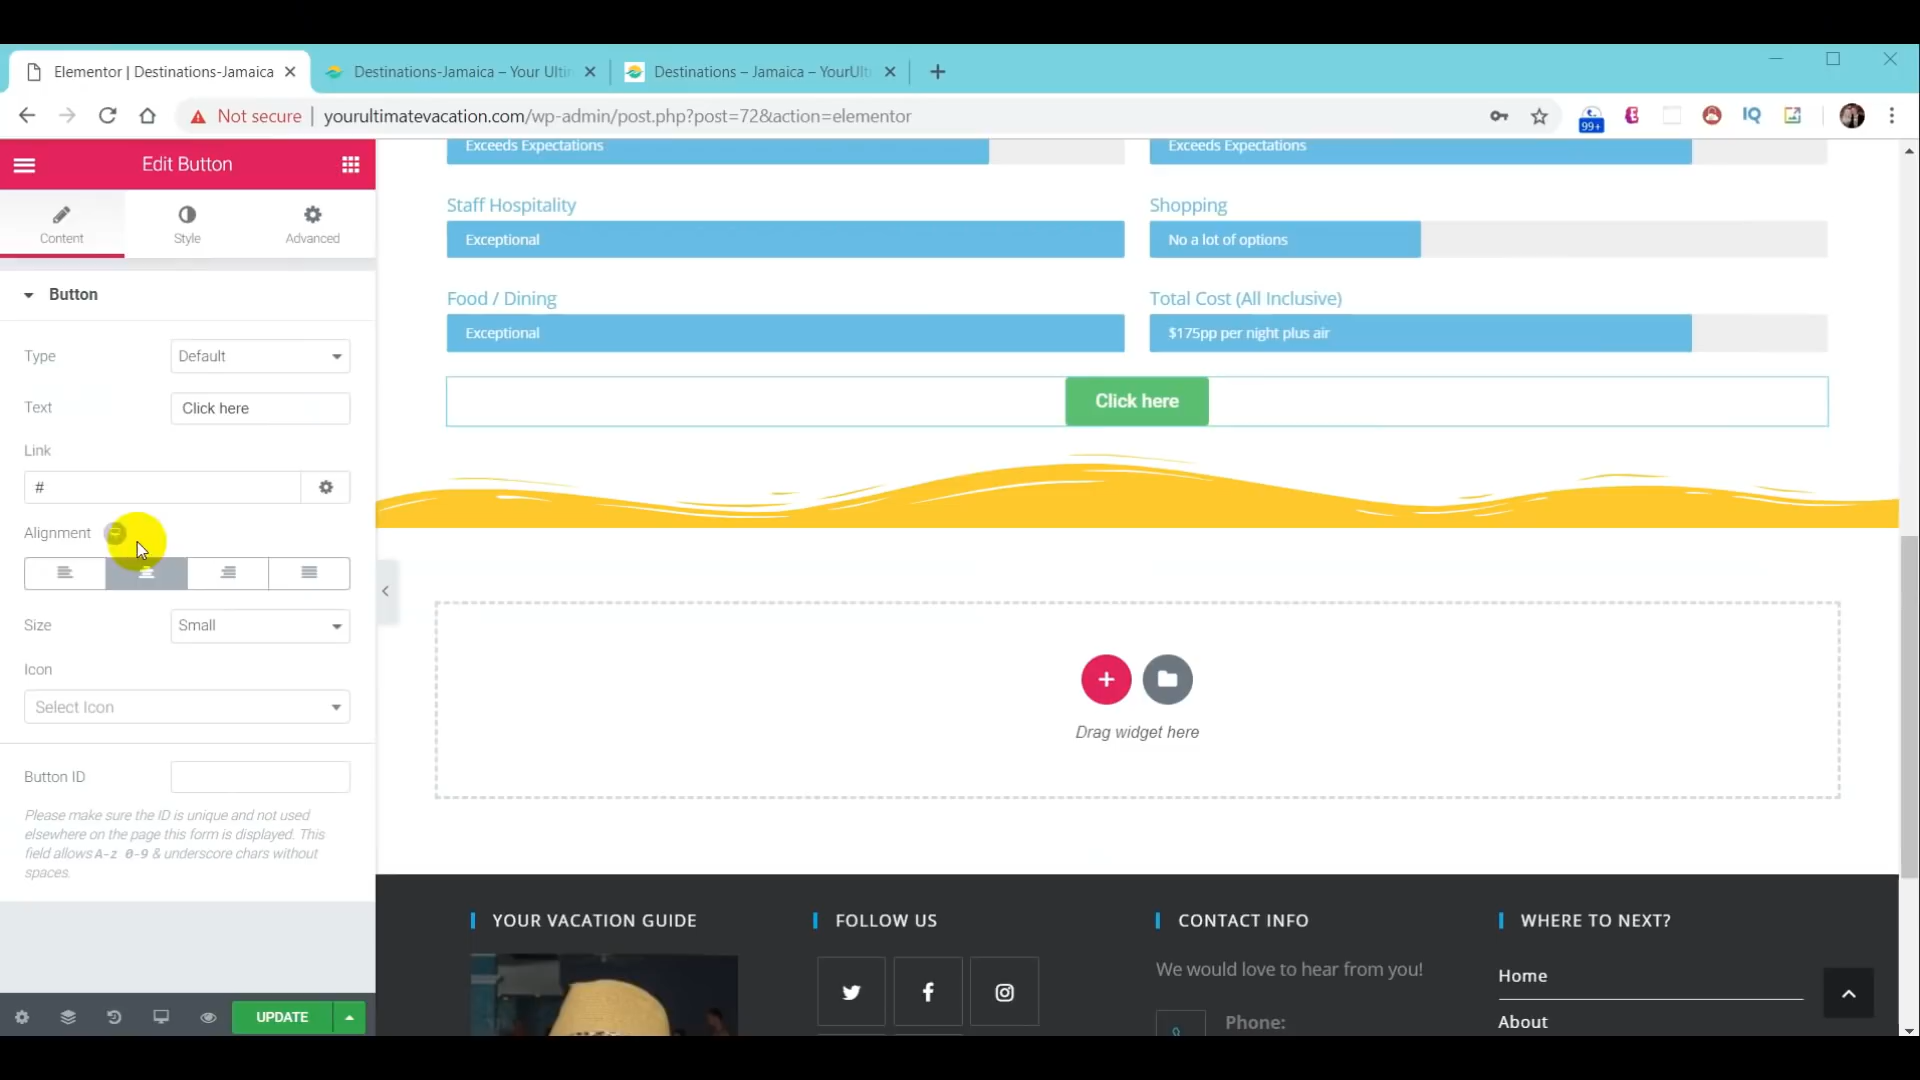 Elementor | Destinations-Jamaica
Destinations-Jamaica – Your Ulti
Destinations – Jamaica – YourUlt
Not secure
yourultimatevacation.com/wp-admin/post.php?post=72&action=elementor
99+
IQ
Edit Button
Content
Style
Advanced
Button
Type
Default
Text
Click here
Link
#
Alignment
Size
Small
Icon
Select Icon
Button ID
Please make sure the ID is unique and not used
elsewhere on the page this form is displayed. This
field allows A-z 0-9 & underscore chars without
spaces.
UPDATE
Exceeds Expectations
Exceeds Expectations
Staff Hospitality
Exceptional
Shopping
No a lot of options
Food / Dining
Exceptional
Total Cost (All Inclusive)
$175pp per night plus air
Click here
Drag widget here
YOUR VACATION GUIDE
FOLLOW US
CONTACT INFO
We would love to hear from you!
Phone:
WHERE TO NEXT?
Home
About